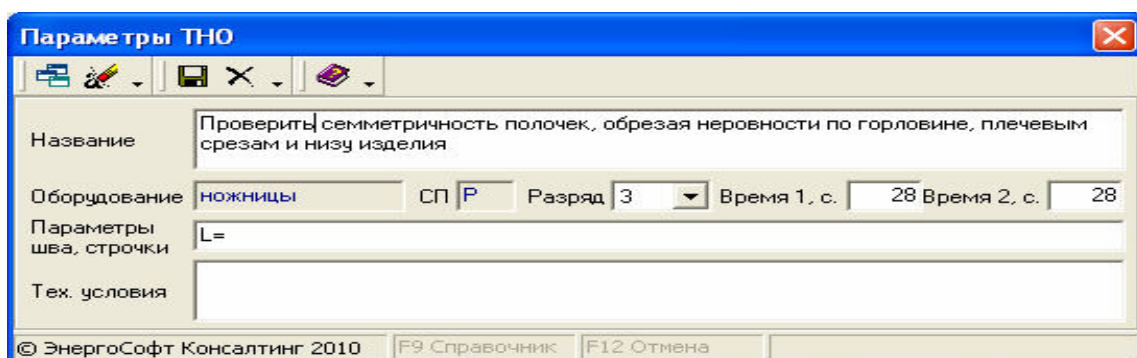 Параметры ТНО
Название
Проверить семметричность полочек, обрезая неровности по горловине, плечевым
срезам и низу изделия
Оборудование ножницы СП Р Разряд 3 Время 1, с. 28 Время 2, с. 28
Параметры
шва, строчки
L=
Тех. условия
© ЭнергоСофт Консалтинг 2010 F9 Справочник F12 Отмена